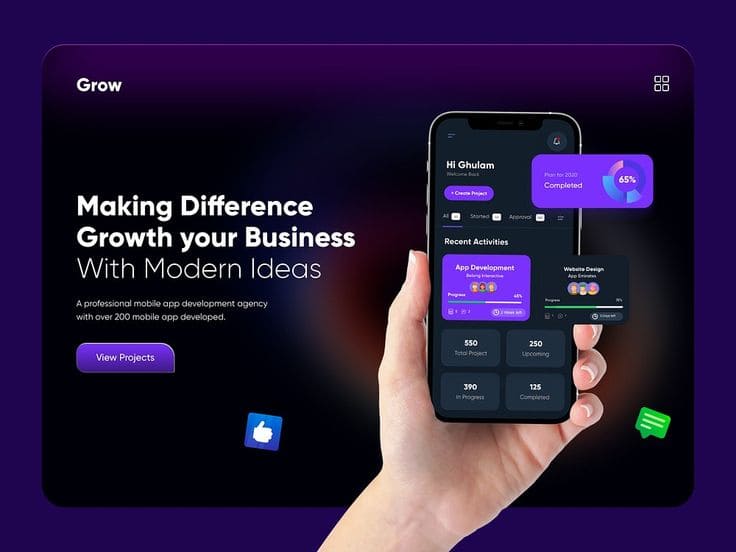 Grow
Making Difference
Growth your Business
With Modern Ideas
A professional mobile app development agency
with over 200 mobile app developed.
View Projects
Hi Ghulam
Welcome Back
+ Create Project
All
Started
Approval
Recent Activities
Plan for 2020
Completed
65%
App Development
Belong Interactive
Progress
45%
2 days left
Website Design
App Emirates
Progress
550
Total Project
250
Upcoming
390
In Progress
125
Completed